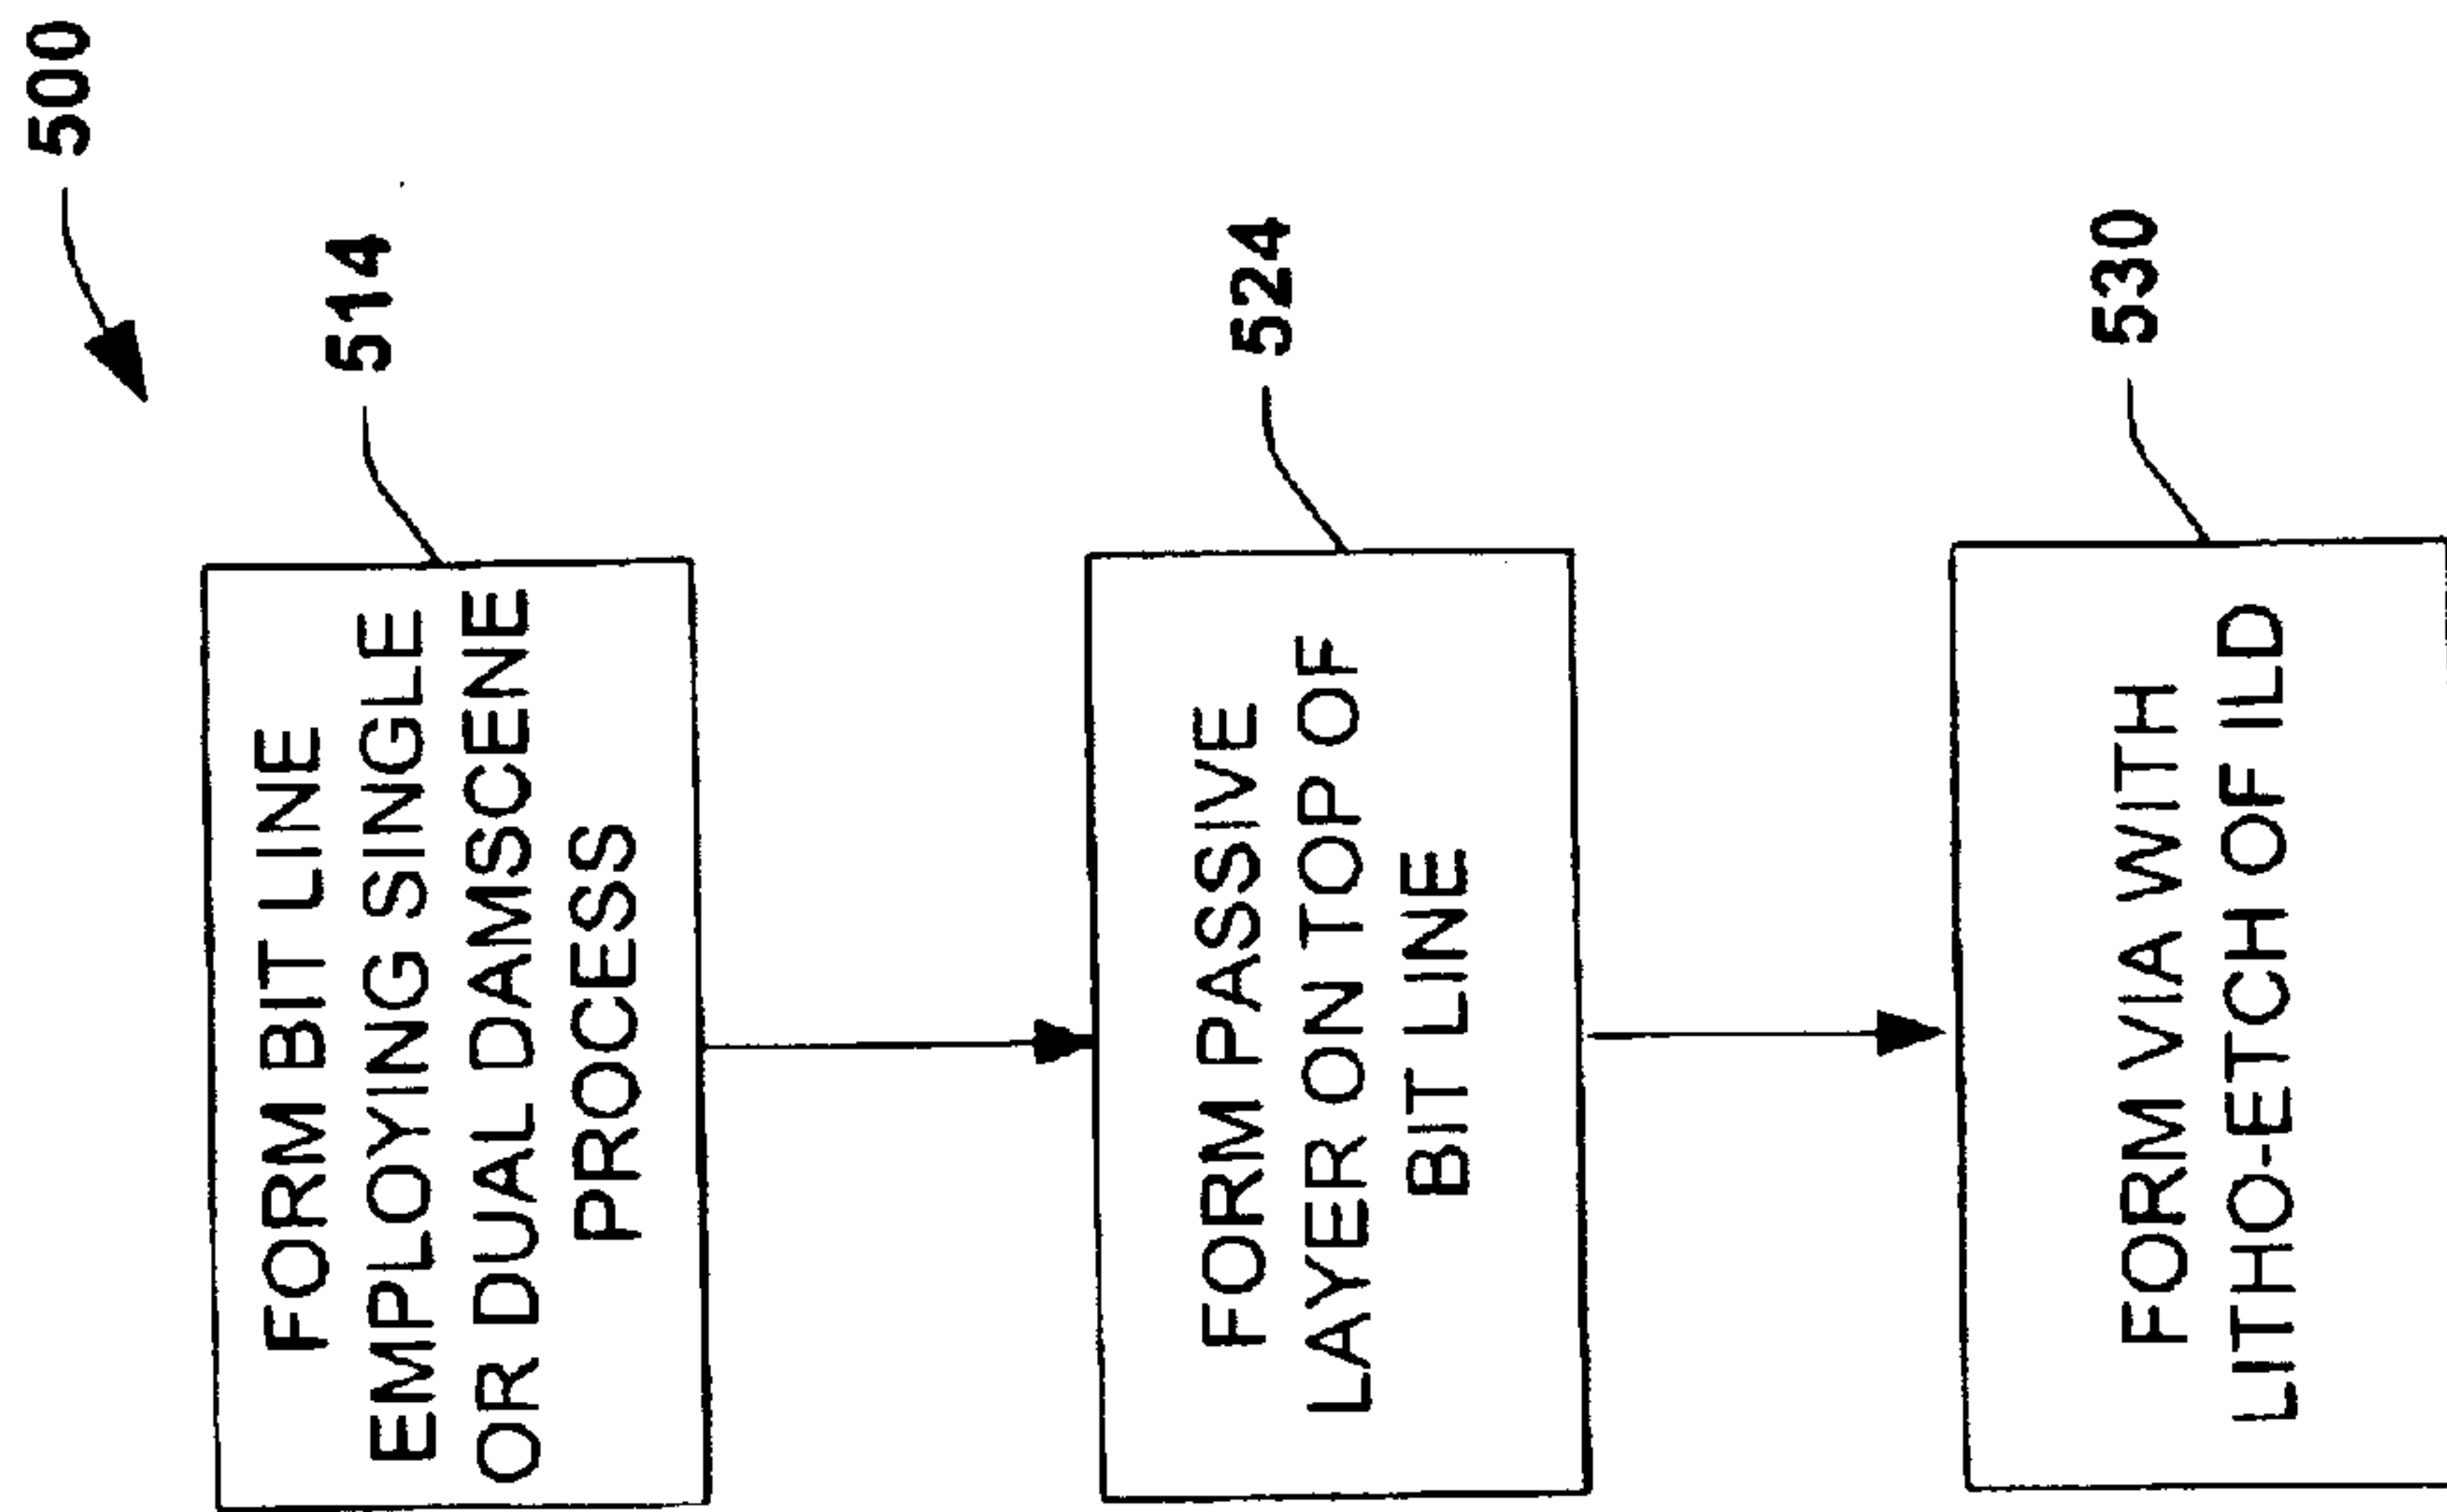 500
514
FORM BIT LINE
EMPLOYING SINGLE
OR DUAL DAMSCENE
PROCESS
524
FORM PASSIVE
LAYER ON TOP OF
BIT LINE
530
FORM VIA WITH
LITHO-ETCH OF ILD